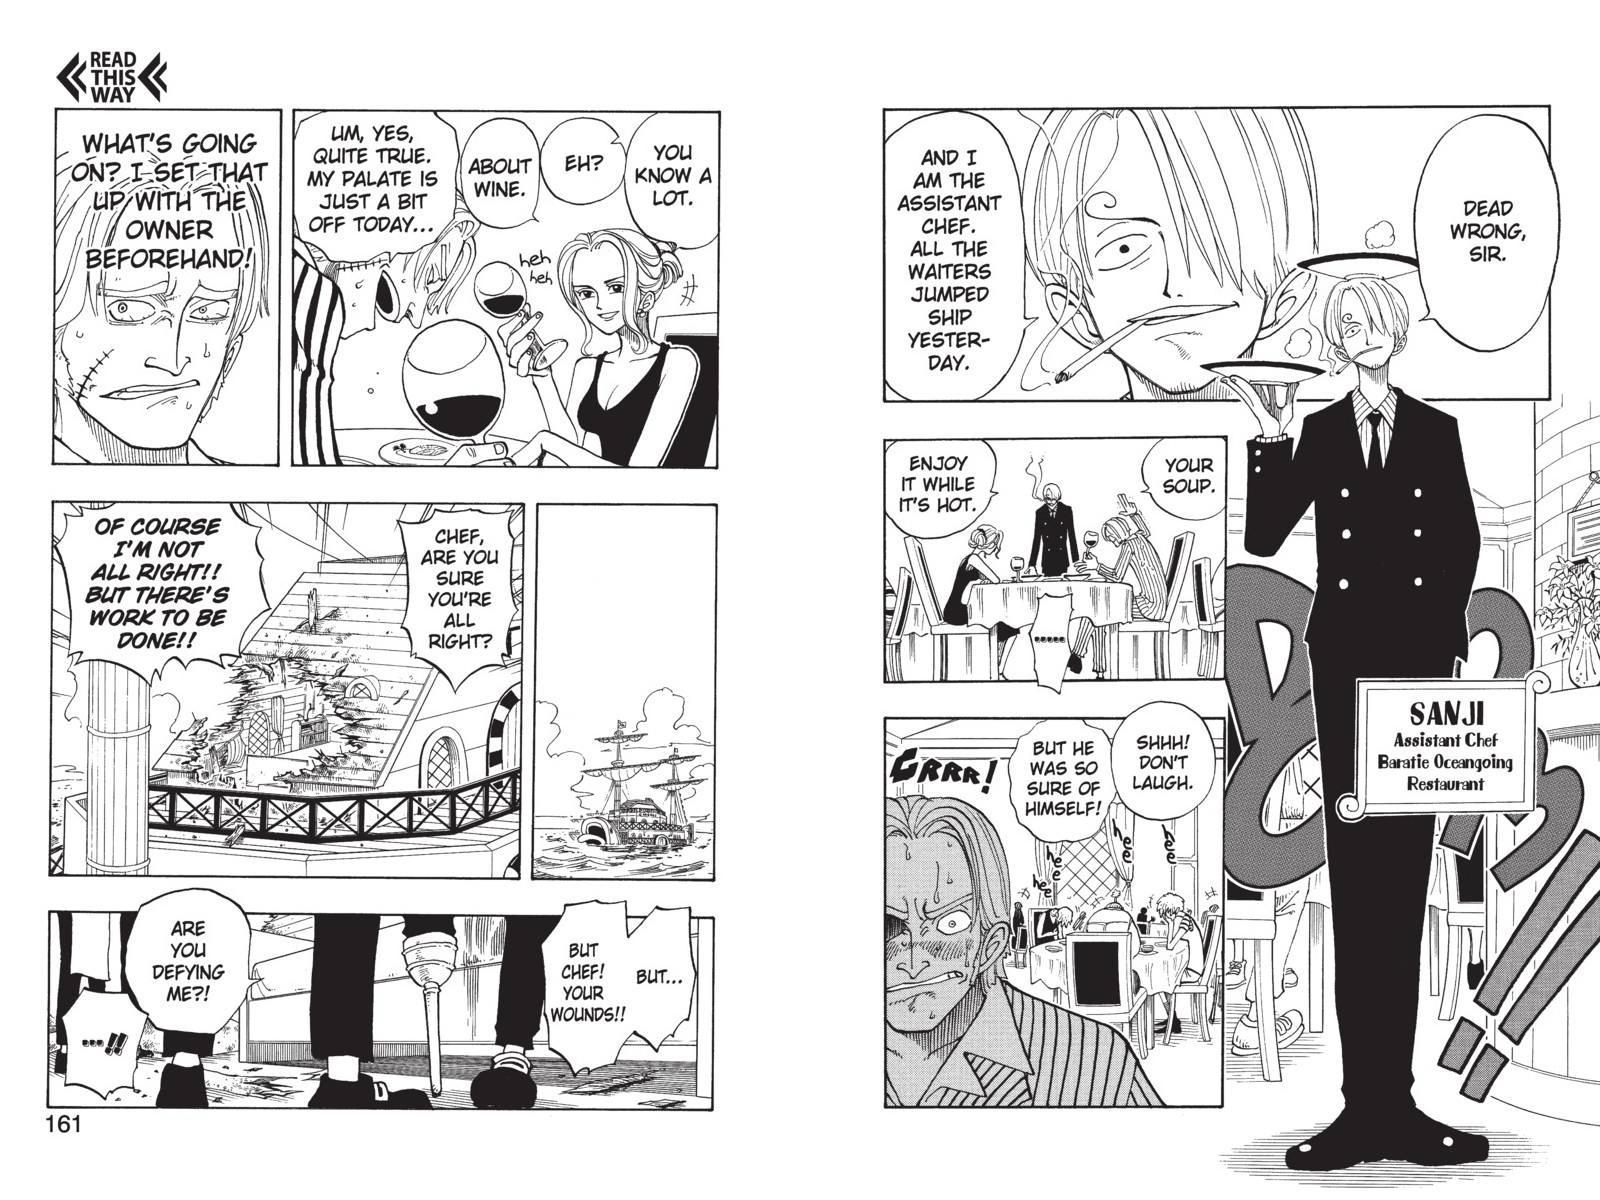 DEAD
WRONG,
SIR.
AND I
AM THE
ASSISTANT
CHEF.
ALL THE
WAITERS
JUMPED
SHIP
YESTER-
DAY.
YOUR
SOUP.
ENJOY
IT WHILE
IT'S HOT.
......
SANJI
Assistant Chef
Baratie Oceangoing
Restaurant
SHHH!
DON'T
LAUGH.
BUT HE
WAS SO
SURE OF
HIMSELF!
GRRR!
hee
hee
hee
hee
READ
THIS
WAY
YOU
KNOW A
LOT.
EH?
ABOUT
WINE.
UM, YES,
QUITE TRUE.
MY PALATE IS
JUST A BIT
OFF TODAY...
heh
heh
WHAT'S GOING
ON? I SET THAT
UP WITH THE
OWNER
BEFOREHAND!
CHEF,
ARE YOU
SURE
YOU'RE
ALL
RIGHT?
OF COURSE
I'M NOT
ALL RIGHT!!
BUT THERE'S
WORK TO BE
DONE!!
BUT...
BUT
CHEF!
YOUR
WOUNDS!!
ARE
YOU
DEFYING
ME?!
...!!
161